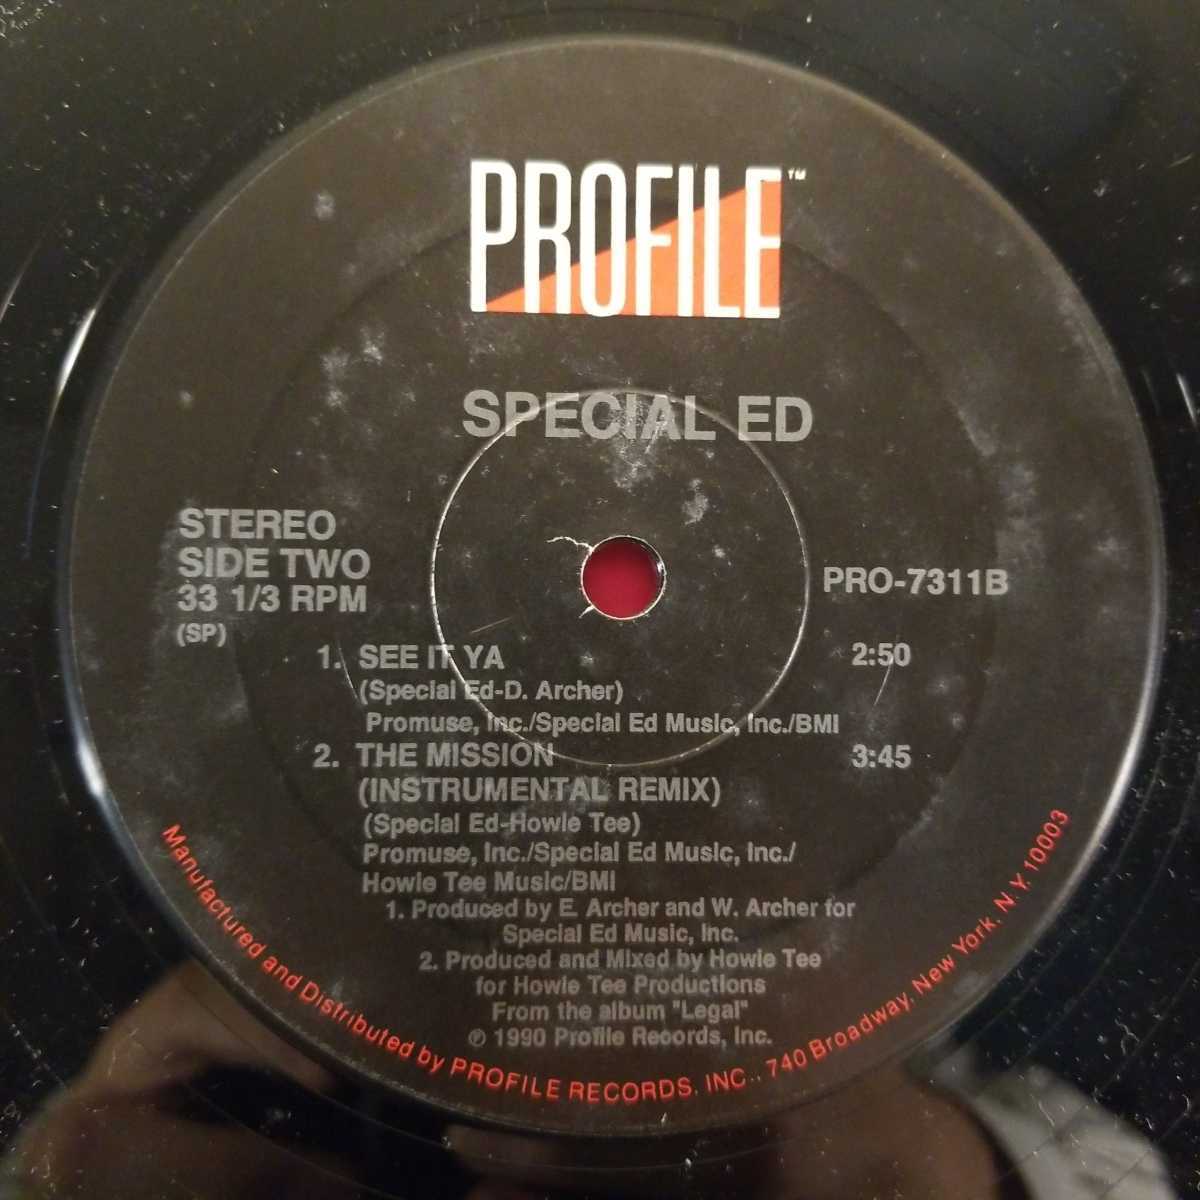 PROFILE™
SPECIAL ED
STEREO
SIDE TWO
33 1/3 RPM
(SP)
PRO-7311B
1. SEE IT YA 2:50
(Special Ed-D. Archer)
Promuse, Inc./Special Ed Music, Inc./BMI
2. THE MISSION 3:45
(INSTRUMENTAL REMIX)
(Special Ed-Howie Tee)
Promuse, Inc./Special Ed Music, Inc./
Howie Tee Music/BMI
1. Produced by E. Archer and W. Archer for
Special Ed Music, Inc.
2. Produced and Mixed by Howie Tee
for Howie Tee Productions
From the album "Legal"
℗ 1990 Profile Records, Inc.
Manufactured and Distributed by PROFILE RECORDS, INC., 740 Broadway, New York, N.Y. 10003